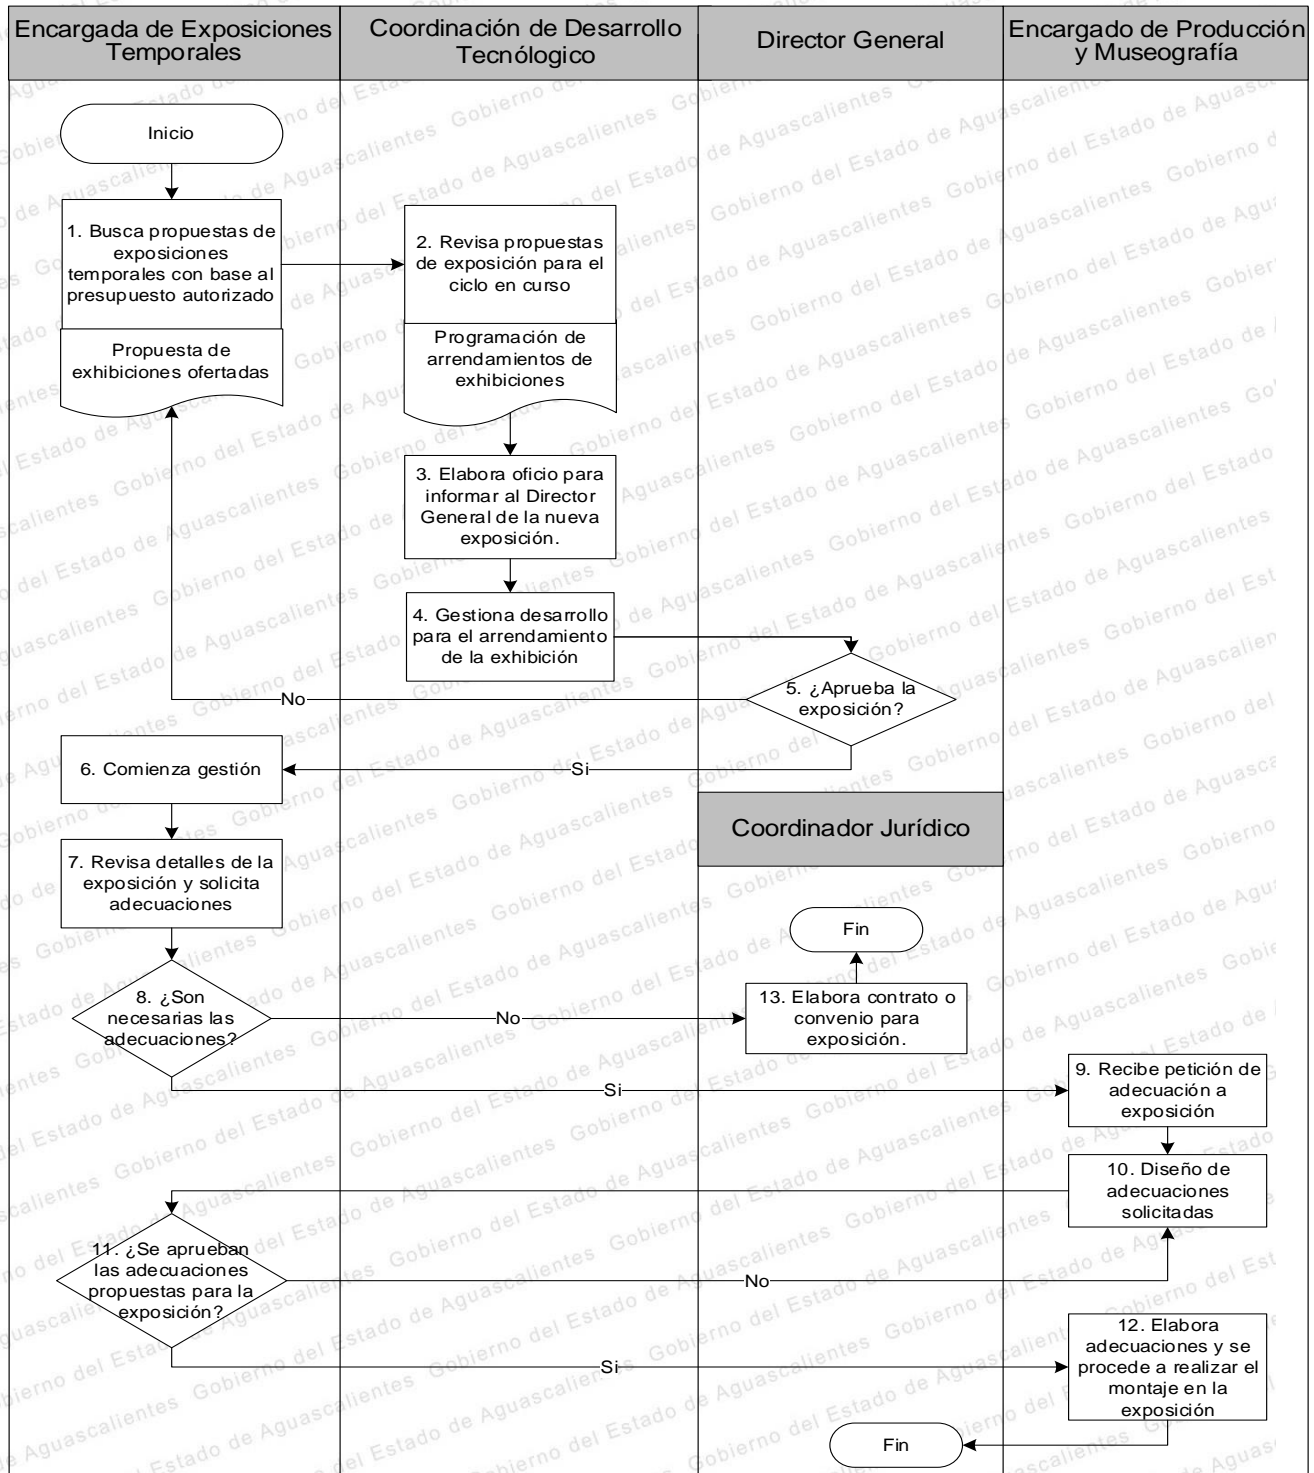 Encargada de Exposiciones
Temporales
Coordinación de Desarrollo
Tecnólogico
Director General
Encargado de Producción
y Museografía
Inicio
1. Busca propuestas de
exposiciones
temporales con base al
presupuesto autorizado
Propuesta de
exhibiciones ofertadas
2. Revisa propuestas
de exposición para el
ciclo en curso
Programación de
arrendamientos de
exhibiciones
3. Elabora oficio para
informar al Director
General de la nueva
exposición.
4. Gestiona desarrollo
para el arrendamiento
de la exhibición
5. ¿Aprueba la
exposición?
No
Si
6. Comienza gestión
7. Revisa detalles de la
exposición y solicita
adecuaciones
8. ¿Son
necesarias las
adecuaciones?
No
Coordinador Jurídico
Fin
13. Elabora contrato o
convenio para
exposición.
Si
9. Recibe petición de
adecuación a
exposición
10. Diseño de
adecuaciones
solicitadas
11. ¿Se aprueban
las adecuaciones
propuestas para la
exposición?
No
Si
12. Elabora
adecuaciones y se
procede a realizar el
montaje en la
exposición
Fin
Gobierno del Estado de Aguascalientes